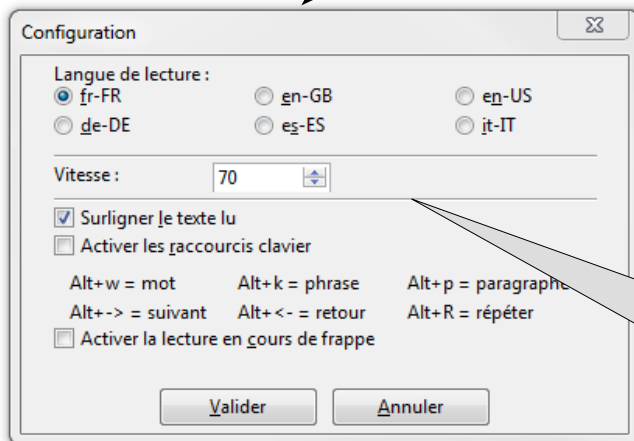 Configuration
Langue de lecture :
fr-FR en-GB en-US
de-DE es-ES it-IT
Vitesse : 70
Surligner le texte lu
Activer les raccourcis clavier
Alt+w = mot Alt+k = phrase Alt+p = paragraphe
Alt+-> = suivant Alt+<- = retour Alt+R = répéter
Activer la lecture en cours de frappe
Valider Annuler